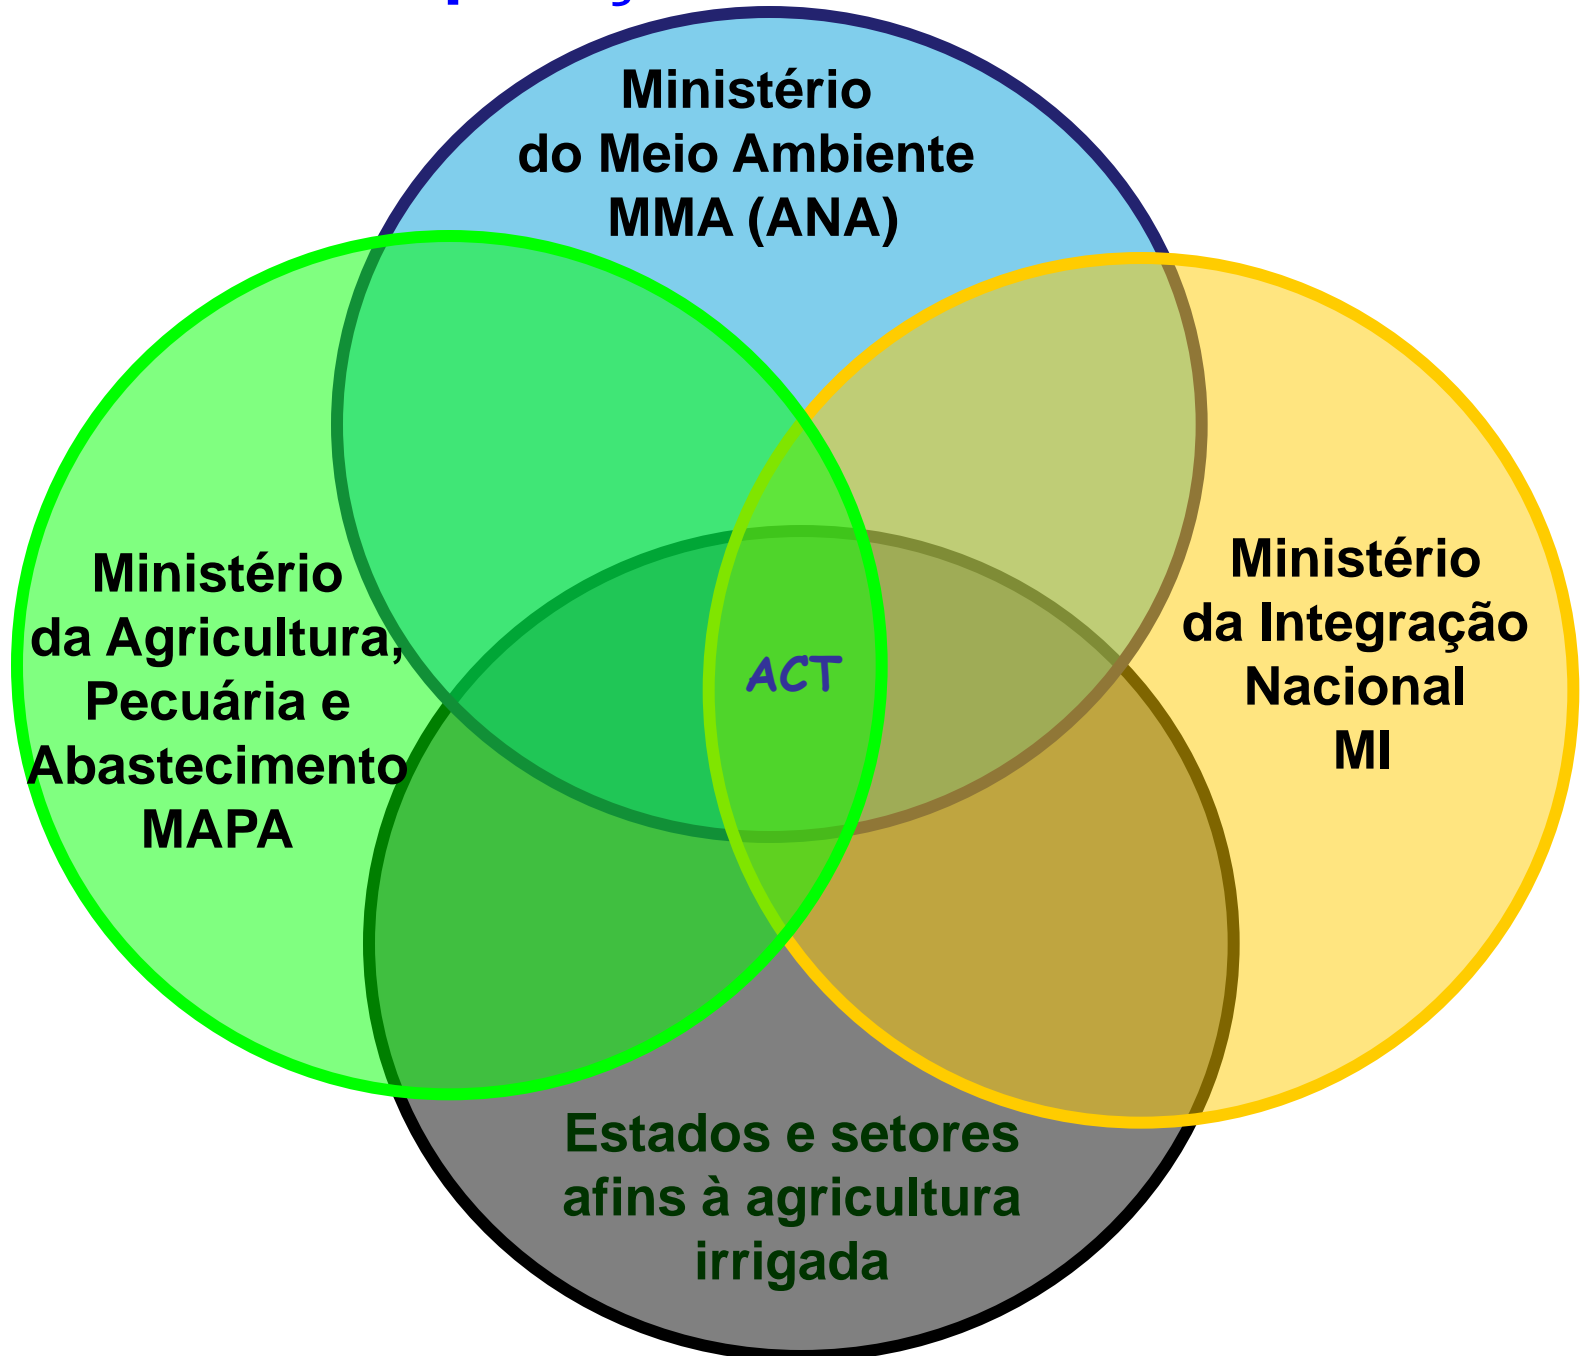 Ministério
do Meio Ambiente
MMA (ANA)
Ministério
da Agricultura,
Pecuária e
Abastecimento
MAPA
ACT
Ministério
da Integração
Nacional
MI
Estados e setores
afins à agricultura
irrigada